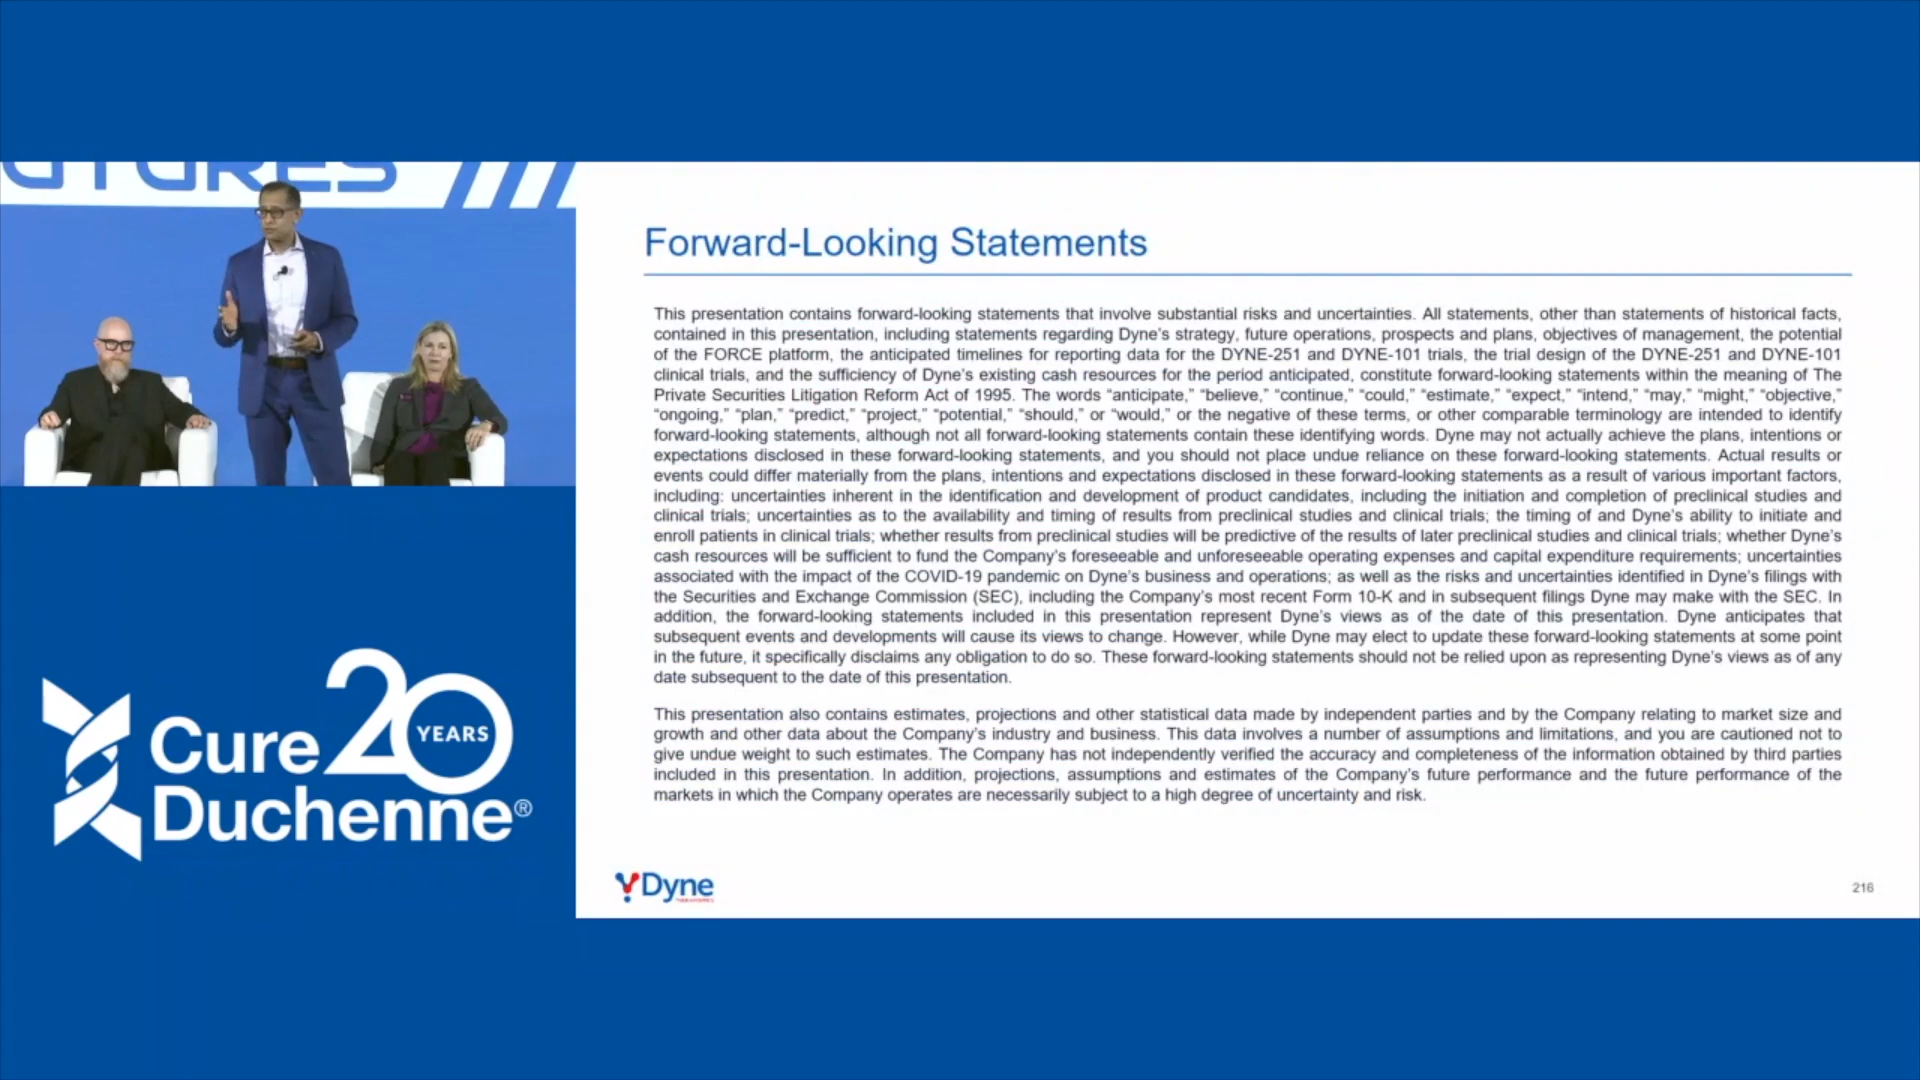 Forward-Looking Statements
This presentation contains forward-looking statements that involve substantial risks and uncertainties. All statements, other than statements of historical facts,
contained in this presentation, including statements regarding Dyne's strategy, future operations, prospects and plans, objectives of management, the potential
of the FORCE platform, the anticipated timelines for reporting data for the DYNE-251 and DYNE-101 trials, the trial design of the DYNE-251 and DYNE-101
clinical trials, and the sufficiency of Dyne's existing cash resources for the period anticipated, constitute forward-looking statements within the meaning of The
Private Securities Litigation Reform Act of 1995. The words “anticipate,” “believe,” “continue,” “could,” “estimate,” “expect,” “intend,” “may,” “might,” “objective,”
“ongoing,” “plan,” “predict,” “project,” “potential,” “should,” or “would,” or the negative of these terms, or other comparable terminology are intended to identify
forward-looking statements, although not all forward-looking statements contain these identifying words. Dyne may not actually achieve the plans, intentions or
expectations disclosed in these forward-looking statements, and you should not place undue reliance on these forward-looking statements. Actual results or
events could differ materially from the plans, intentions and expectations disclosed in these forward-looking statements as a result of various important factors,
including: uncertainties inherent in the identification and development of product candidates, including the initiation and completion of preclinical studies and
clinical trials; uncertainties as to the availability and timing of results from preclinical studies and clinical trials; the timing of and Dyne's ability to initiate and
enroll patients in clinical trials; whether results from preclinical studies will be predictive of the results of later preclinical studies and clinical trials; whether Dyne's
cash resources will be sufficient to fund the Company's foreseeable and unforeseeable operating expenses and capital expenditure requirements; uncertainties
associated with the impact of the COVID-19 pandemic on Dyne's business and operations; as well as the risks and uncertainties identified in Dyne's filings with
the Securities and Exchange Commission (SEC), including the Company's most recent Form 10-K and in subsequent filings Dyne may make with the SEC. In
addition, the forward-looking statements included in this presentation represent Dyne's views as of the date of this presentation. Dyne anticipates that
subsequent events and developments will cause its views to change. However, while Dyne may elect to update these forward-looking statements at some point
in the future, it specifically disclaims any obligation to do so. These forward-looking statements should not be relied upon as representing Dyne's views as of any
date subsequent to the date of this presentation.
This presentation also contains estimates, projections and other statistical data made by independent parties and by the Company relating to market size and
growth and other data about the Company's industry and business. This data involves a number of assumptions and limitations, and you are cautioned not to
give undue weight to such estimates. The Company has not independently verified the accuracy and completeness of the information obtained by third parties
included in this presentation. In addition, projections, assumptions and estimates of the Company's future performance and the future performance of the
markets in which the Company operates are necessarily subject to a high degree of uncertainty and risk.
Dyne
216
Cure 20 YEARS
Duchenne®